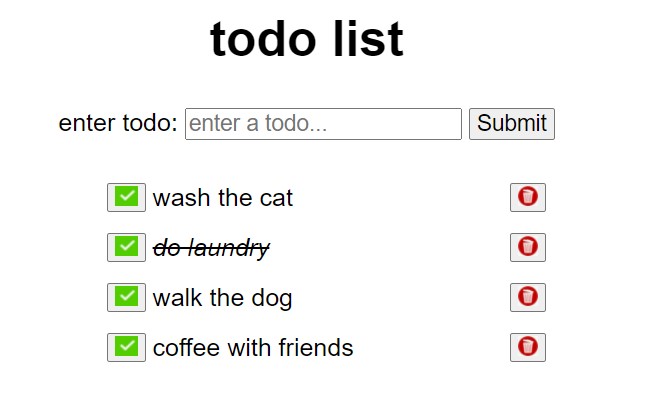 todo list
enter todo: enter a todo... Submit
wash the cat
do laundry
walk the dog
coffee with friends